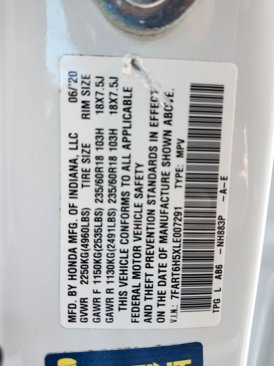 MFD. BY HONDA MFG. OF INDIANA, LLC 06/'20
GVWR 2250KG(4960LBS) TIRE SIZE RIM SIZE
GAWR F 1150KG(2535LBS) 235/60R18 103H 18X7.5J
GAWR R 1130KG(2491LBS) 235/60R18 103H 18X7.5J
THIS VEHICLE CONFORMS TO ALL APPLICABLE
FEDERAL MOTOR VEHICLE SAFETY
AND THEFT PREVENTION STANDARDS IN EFFECT
ON THE DATE OF MANUFACTURE SHOWN ABOVE.
V.I.N.: 7FART6H5XLE007291 TYPE: MPV
TPG L AB6 -NH883P -A-E